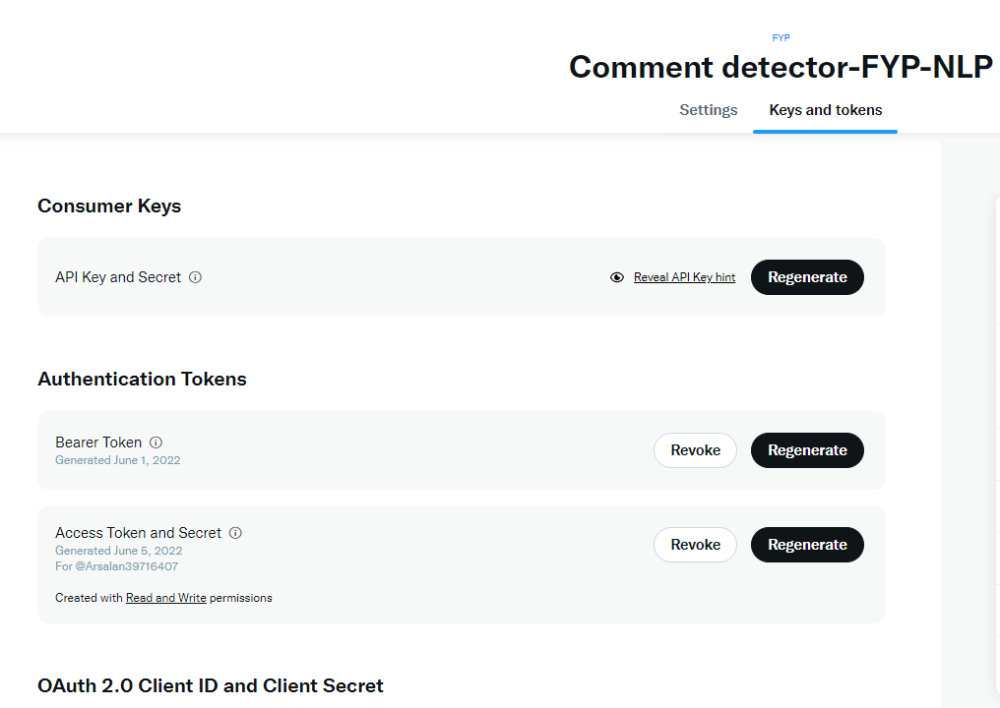 FYP
Comment detector-FYP-NLP
Settings Keys and tokens
Consumer Keys
API Key and Secret Reveal API Key hint Regenerate
Authentication Tokens
Bearer Token
Generated June 1, 2022
Revoke Regenerate
Access Token and Secret
Generated June 5, 2022
For @Arsalan39716407
Revoke Regenerate
Created with Read and Write permissions
OAuth 2.0 Client ID and Client Secret